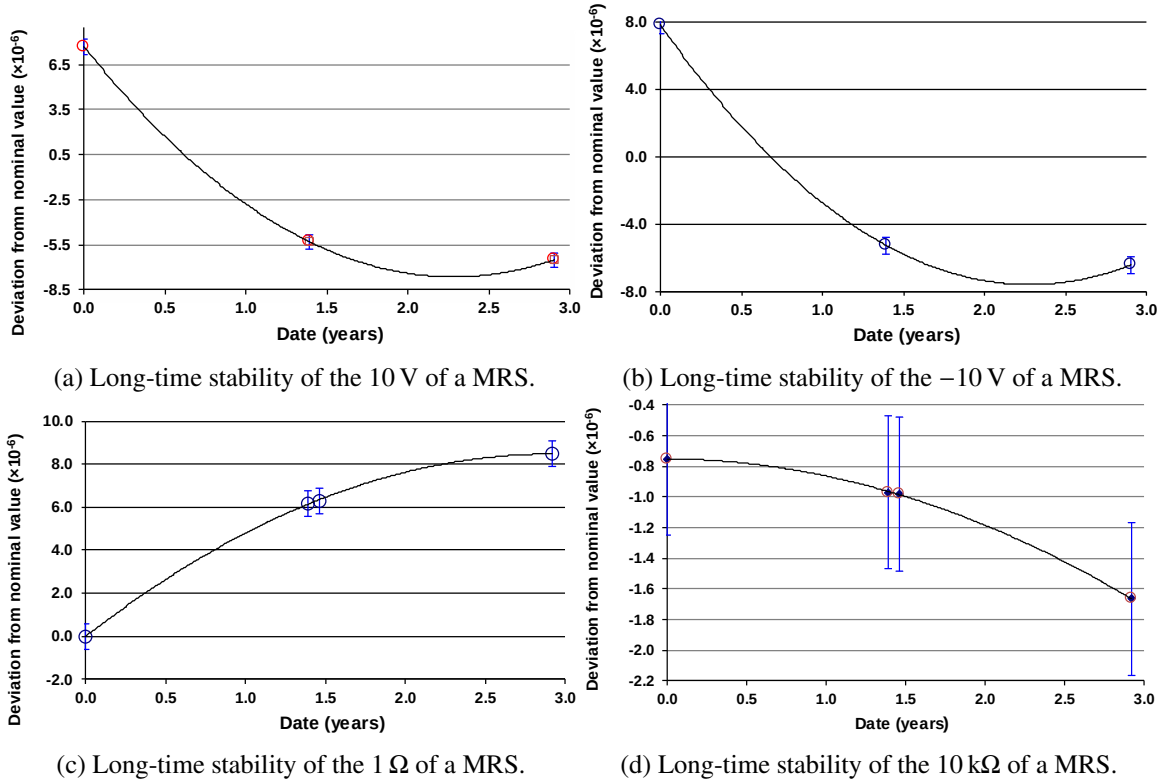 Deviation fromn nominal value (×10⁻⁶)
6.5
3.5
0.5
-2.5
-5.5
-8.5
0.0 0.5 1.0 1.5 2.0 2.5 3.0
Date (years)
(a) Long-time stability of the 10 V of a MRS.
Deviation from nominal value (×10⁻⁶)
8.0
4.0
0.0
-4.0
-8.0
0.0 0.5 1.0 1.5 2.0 2.5 3.0
Date (years)
(b) Long-time stability of the −10 V of a MRS.
Deviation from nominal value (×10⁻⁶)
10.0
8.0
6.0
4.0
2.0
0.0
-2.0
0.0 0.5 1.0 1.5 2.0 2.5 3.0
Date (years)
(c) Long-time stability of the 1 Ω of a MRS.
Deviation from nominal value (×10⁻⁶)
-0.4
-0.6
-0.8
-1.0
-1.2
-1.4
-1.6
-1.8
-2.0
-2.2
0.0 0.5 1.0 1.5 2.0 2.5 3.0
Date (years)
(d) Long-time stability of the 10 kΩ of a MRS.